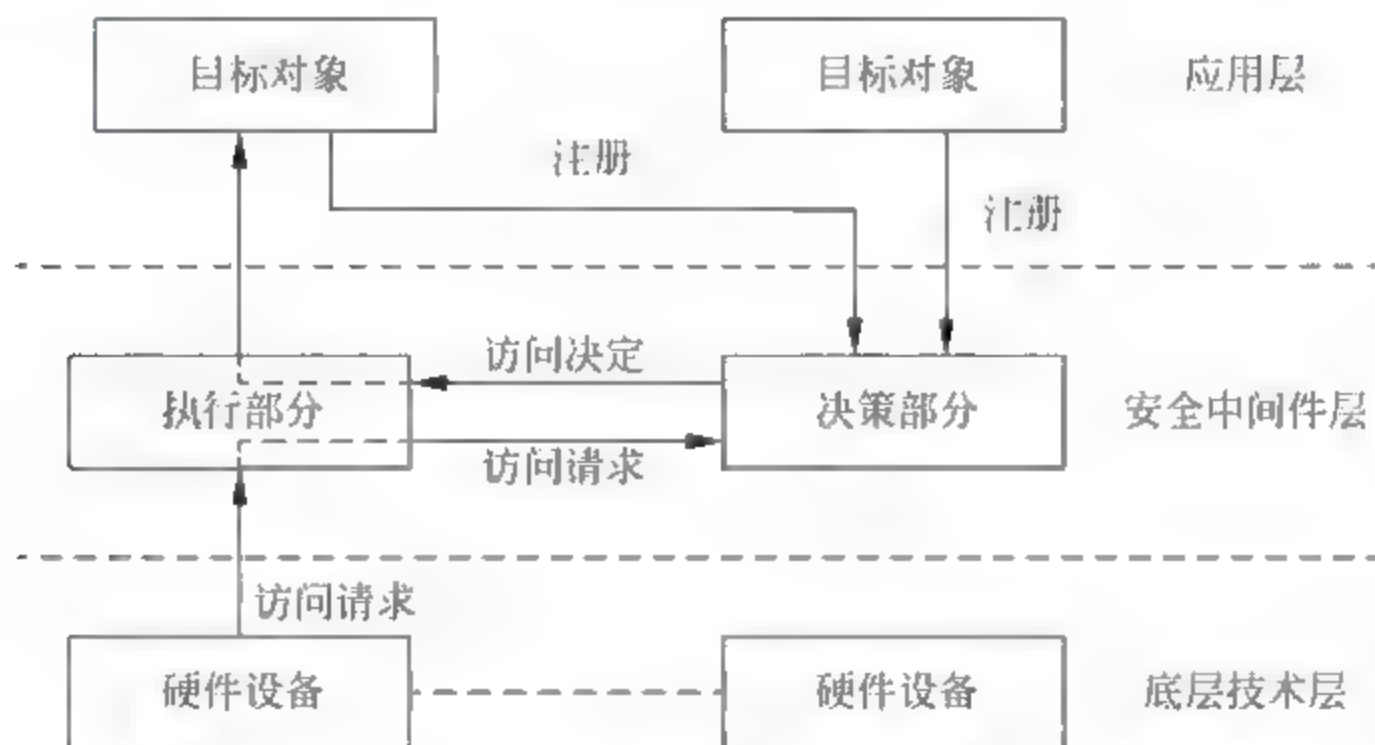 目标对象
目标对象
应用层
注册
注册
访问决定
执行部分
决策部分
安全中间件层
访问请求
访问请求
硬件设备
硬件设备
底层技术层